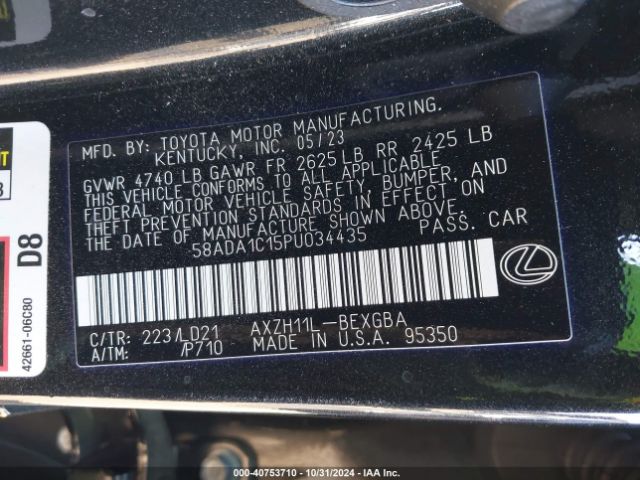 MFD. BY: TOYOTA MOTOR MANUFACTURING.
KENTUCKY, INC. 05/23
GVWR 4740 LB GAWR FR 2625 LB RR 2425 LB
THIS VEHICLE CONFORMS TO ALL APPLICABLE
FEDERAL MOTOR VEHICLE SAFETY, BUMPER, AND
THEFT PREVENTION STANDARDS IN EFFECT ON
THE DATE OF MANUFACTURE SHOWN ABOVE.
58ADA1C15PU034435 PASS. CAR
C/TR: 223/LD21 AXZH11L-BEXGBA
A/TM: /P710 MADE IN U.S.A. 95350
D8
42661-06C80
000-40753710 - 10/31/2024 - IAA Inc.